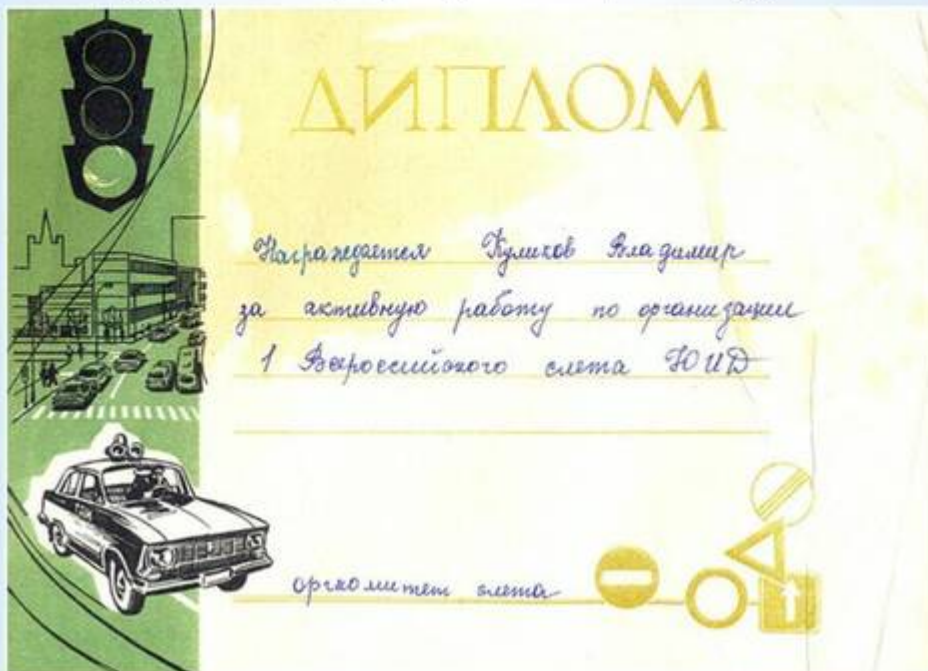 ДИПЛОМ
Награждается Куликов Владимир
за активную работу по организации
1 Всероссийского слета ЮИД
оргкомитет слета